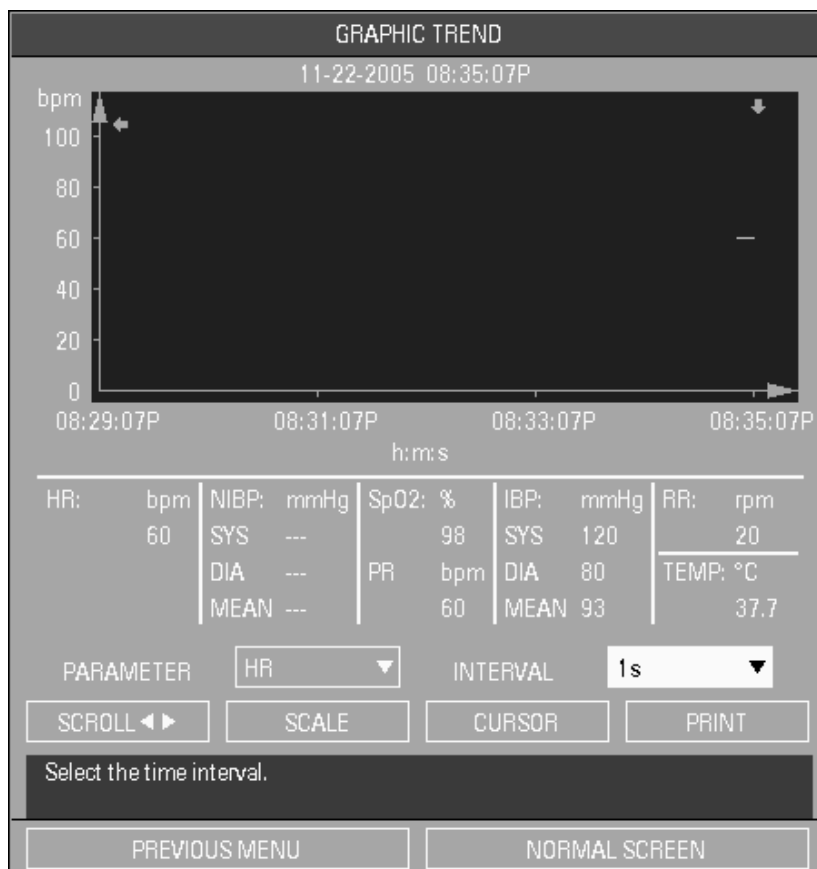 GRAPHIC TREND
11-22-2005 08:35:07P
bpm
100
80
60
40
20
0
08:29:07P 08:31:07P 08:33:07P 08:35:07P
h:m:s
HR: bpm NIBP: mmHg SpO2: % IBP: mmHg RR: rpm
60 SYS --- 98 SYS 120 20
DIA --- PR bpm DIA 80 TEMP: °C
MEAN --- 60 MEAN 93 37.7
PARAMETER HR INTERVAL 1s
SCROLL SCALE CURSOR PRINT
Select the time interval.
PREVIOUS MENU NORMAL SCREEN